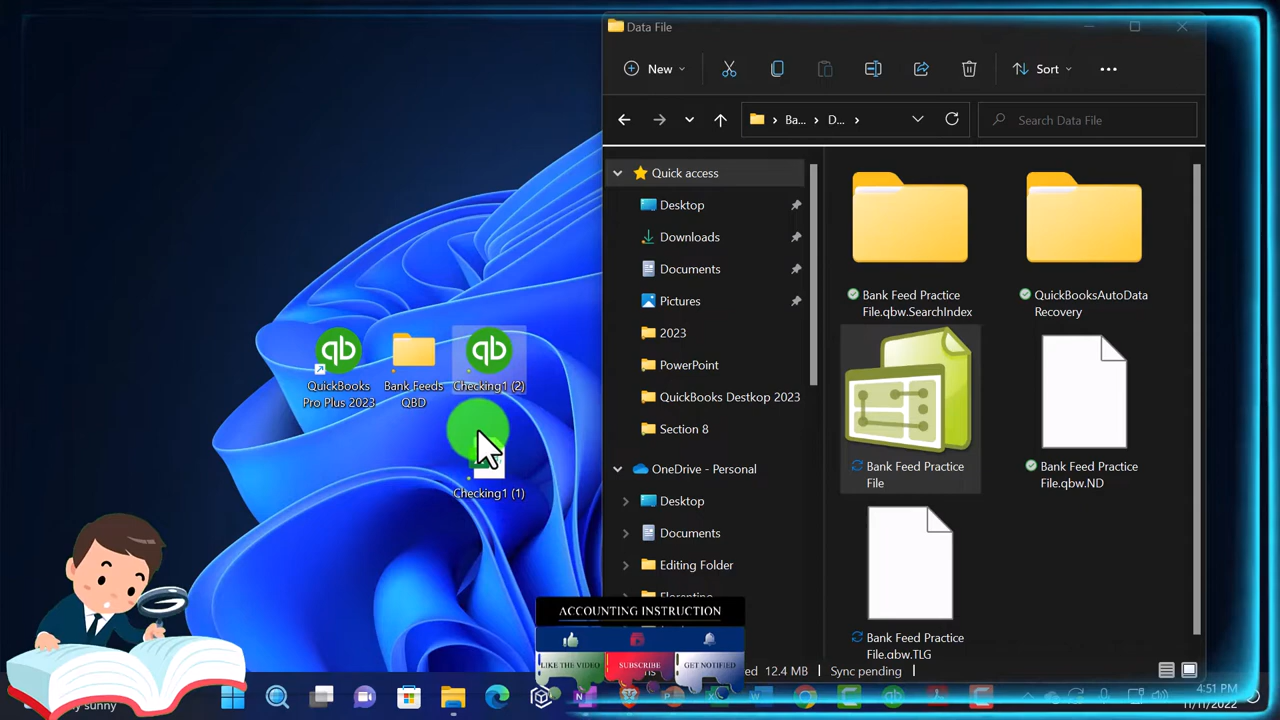 Data File
New
Sort
Ba...
D...
Search Data File
Quick access
Desktop
Downloads
Documents
Pictures
2023
PowerPoint
QuickBooks Destkop 2023
Section 8
OneDrive - Personal
Desktop
Documents
Editing Folder
Bank Feed Practice
File.qbw.SearchIndex
QuickBooksAutoData
Recovery
Bank Feed Practice
File
Bank Feed Practice
File.qbw.ND
Bank Feed Practice
File.qbw.TLG
12.4 MB
Sync pending
qb
QuickBooks
Pro Plus 2023
Bank Feeds
QBD
qb
Checking1 (2)
Checking1 (1)
ACCOUNTING INSTRUCTION
LIKE THE VIDEO
SUBSCRIBE
GET NOTIFIED
sunny
4:51 PM
11/11/2022